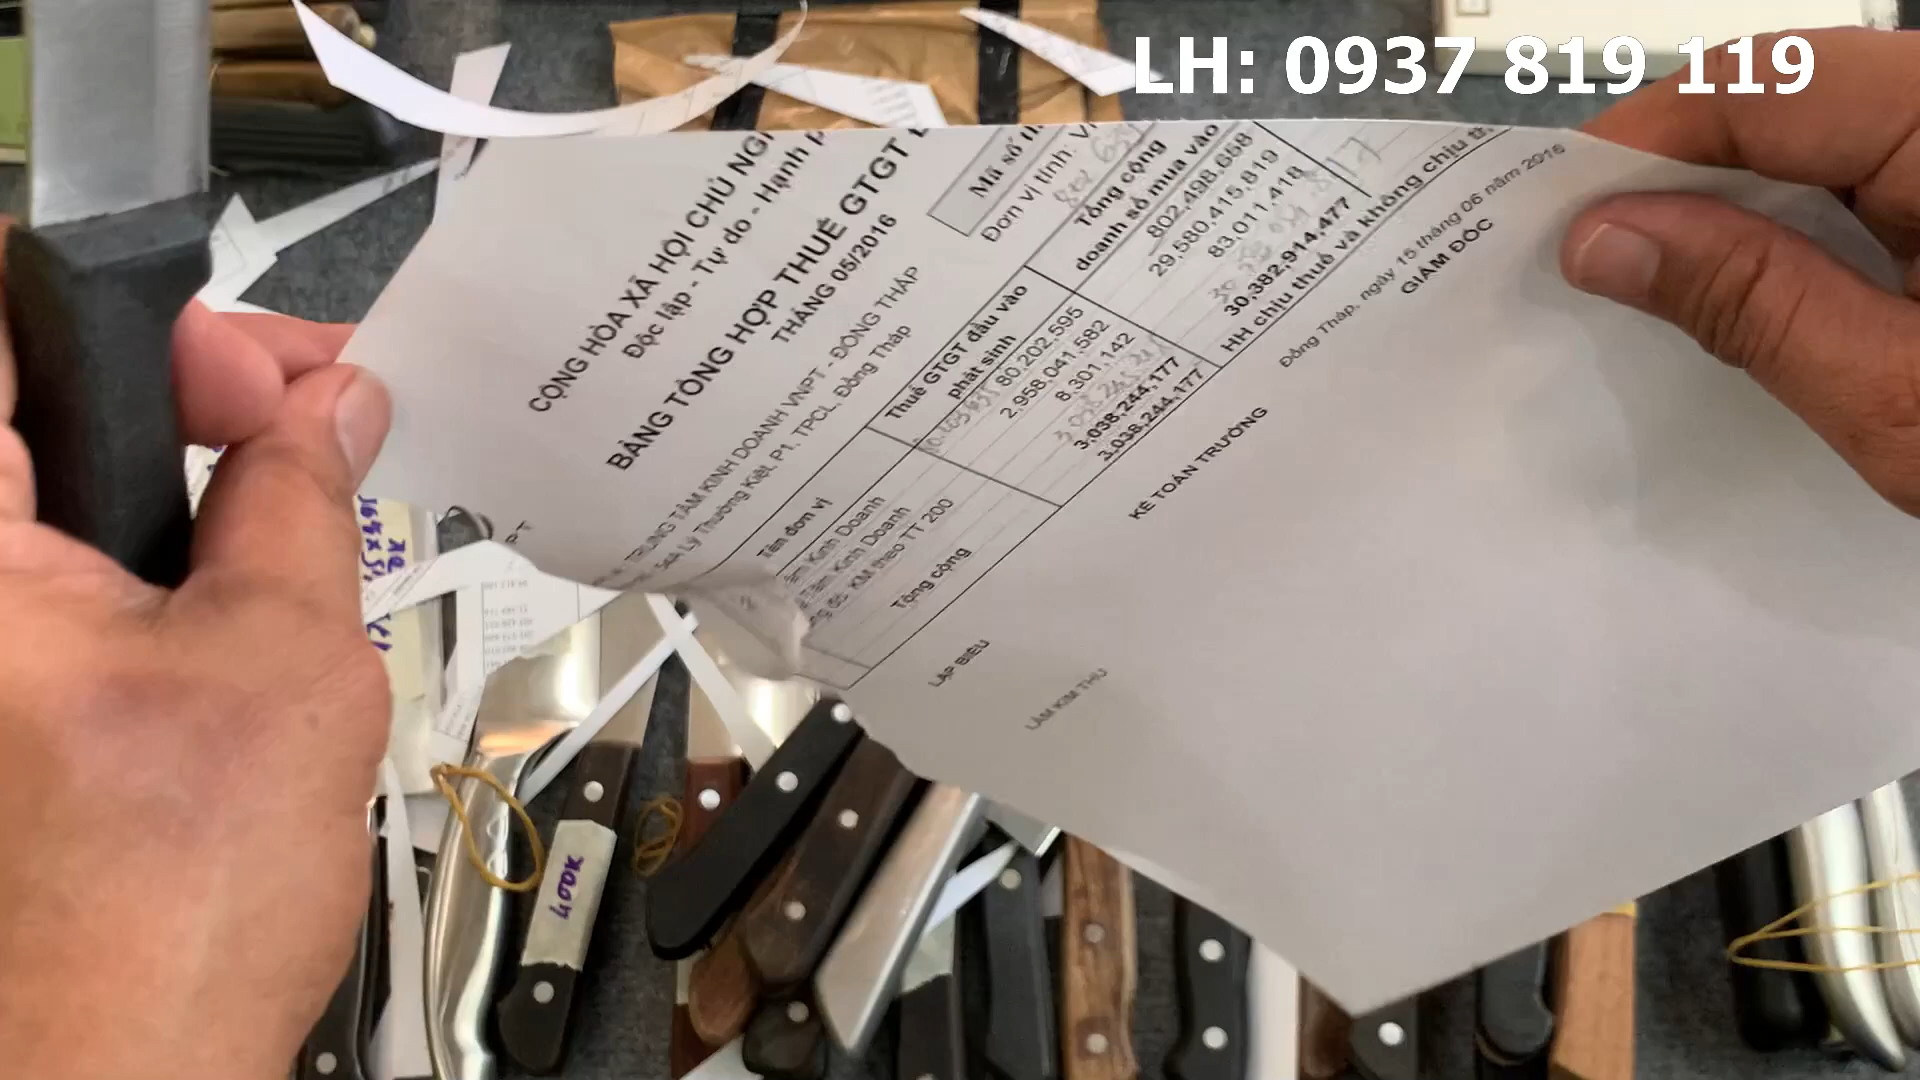 LH: 0937 819 119
CỘNG HÒA XÃ HỘI CHỦ NGH
Độc lập - Tự do - Hạnh p
BẢNG TỔNG HỢP THUẾ GTGT Đ
THÁNG 05/2016
TRUNG TÂM KINH DOANH VNPT - ĐỒNG THÁP
54A Lý Thường Kiệt, P1, TPCL, Đồng Tháp
Mã số th
Đơn vị tính: V
Tên đơn vị
Thuế GTGT đầu vào phát sinh
Tổng cộng doanh số mua vào
âm Kinh Doanh 80,202,595 802,498,658
Tâm Kinh Doanh 2,958,041,582 29,580,415,819
KM theo TT 200 8,301,142 83,011,418
Tổng cộng 3,038,244,177 30,382,914,477
3,038,244,177 HH chịu thuế và không chịu th
Đồng Tháp, ngày 15 tháng 06 năm 2016
LẬP BIỂU KẾ TOÁN TRƯỞNG GIÁM ĐỐC
LÂM KIM THU
400K